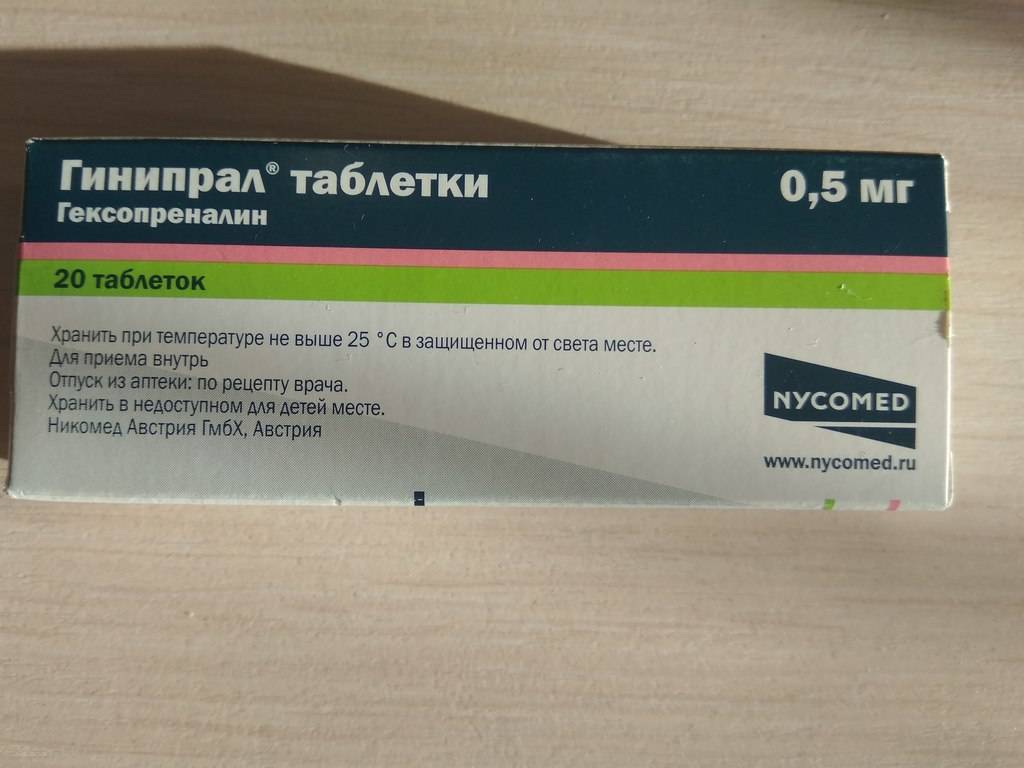 Гинипрал® таблетки
0,5 мг
Гексопреналин
20 таблеток
Хранить при температуре не выше 25 °C в защищенном от света месте.
Для приема внутрь
Отпуск из аптеки: по рецепту врача.
Хранить в недоступном для детей месте.
Никомед Австрия ГмбХ, Австрия
NYCOMED
www.nycomed.ru